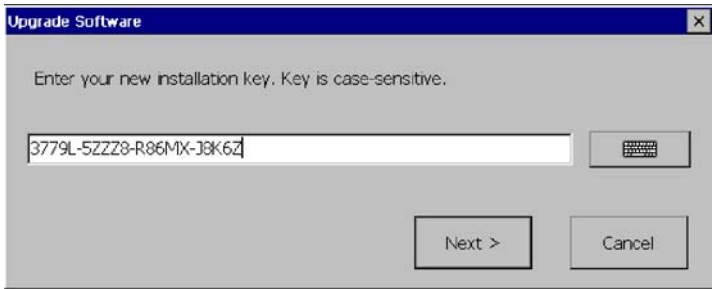 Upgrade Software
Enter your new installation key. Key is case-sensitive.
3779L-5ZZZ8-R86MX-J8K6Z
Next >
Cancel